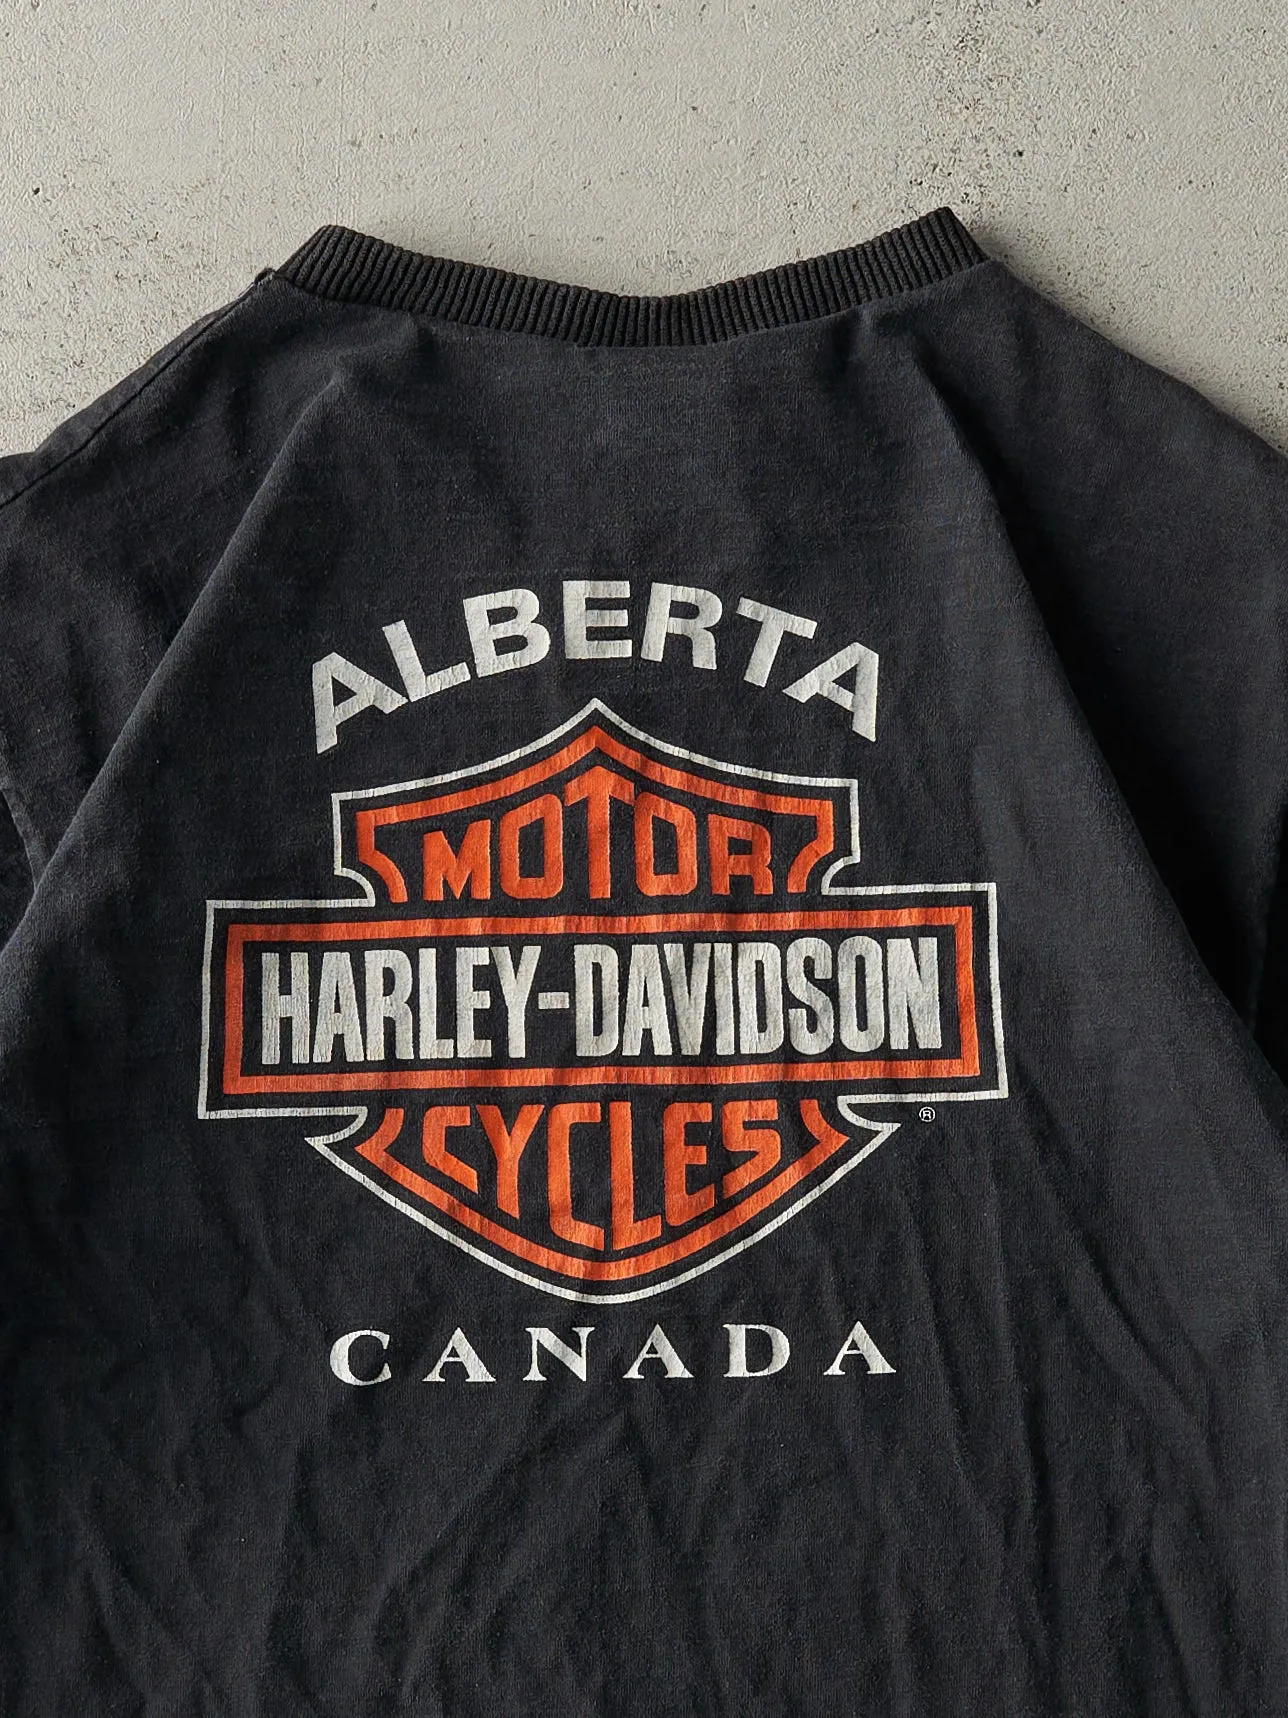 ALBERTA
MOTOR
HARLEY-DAVIDSON
CYCLES
®
CANADA